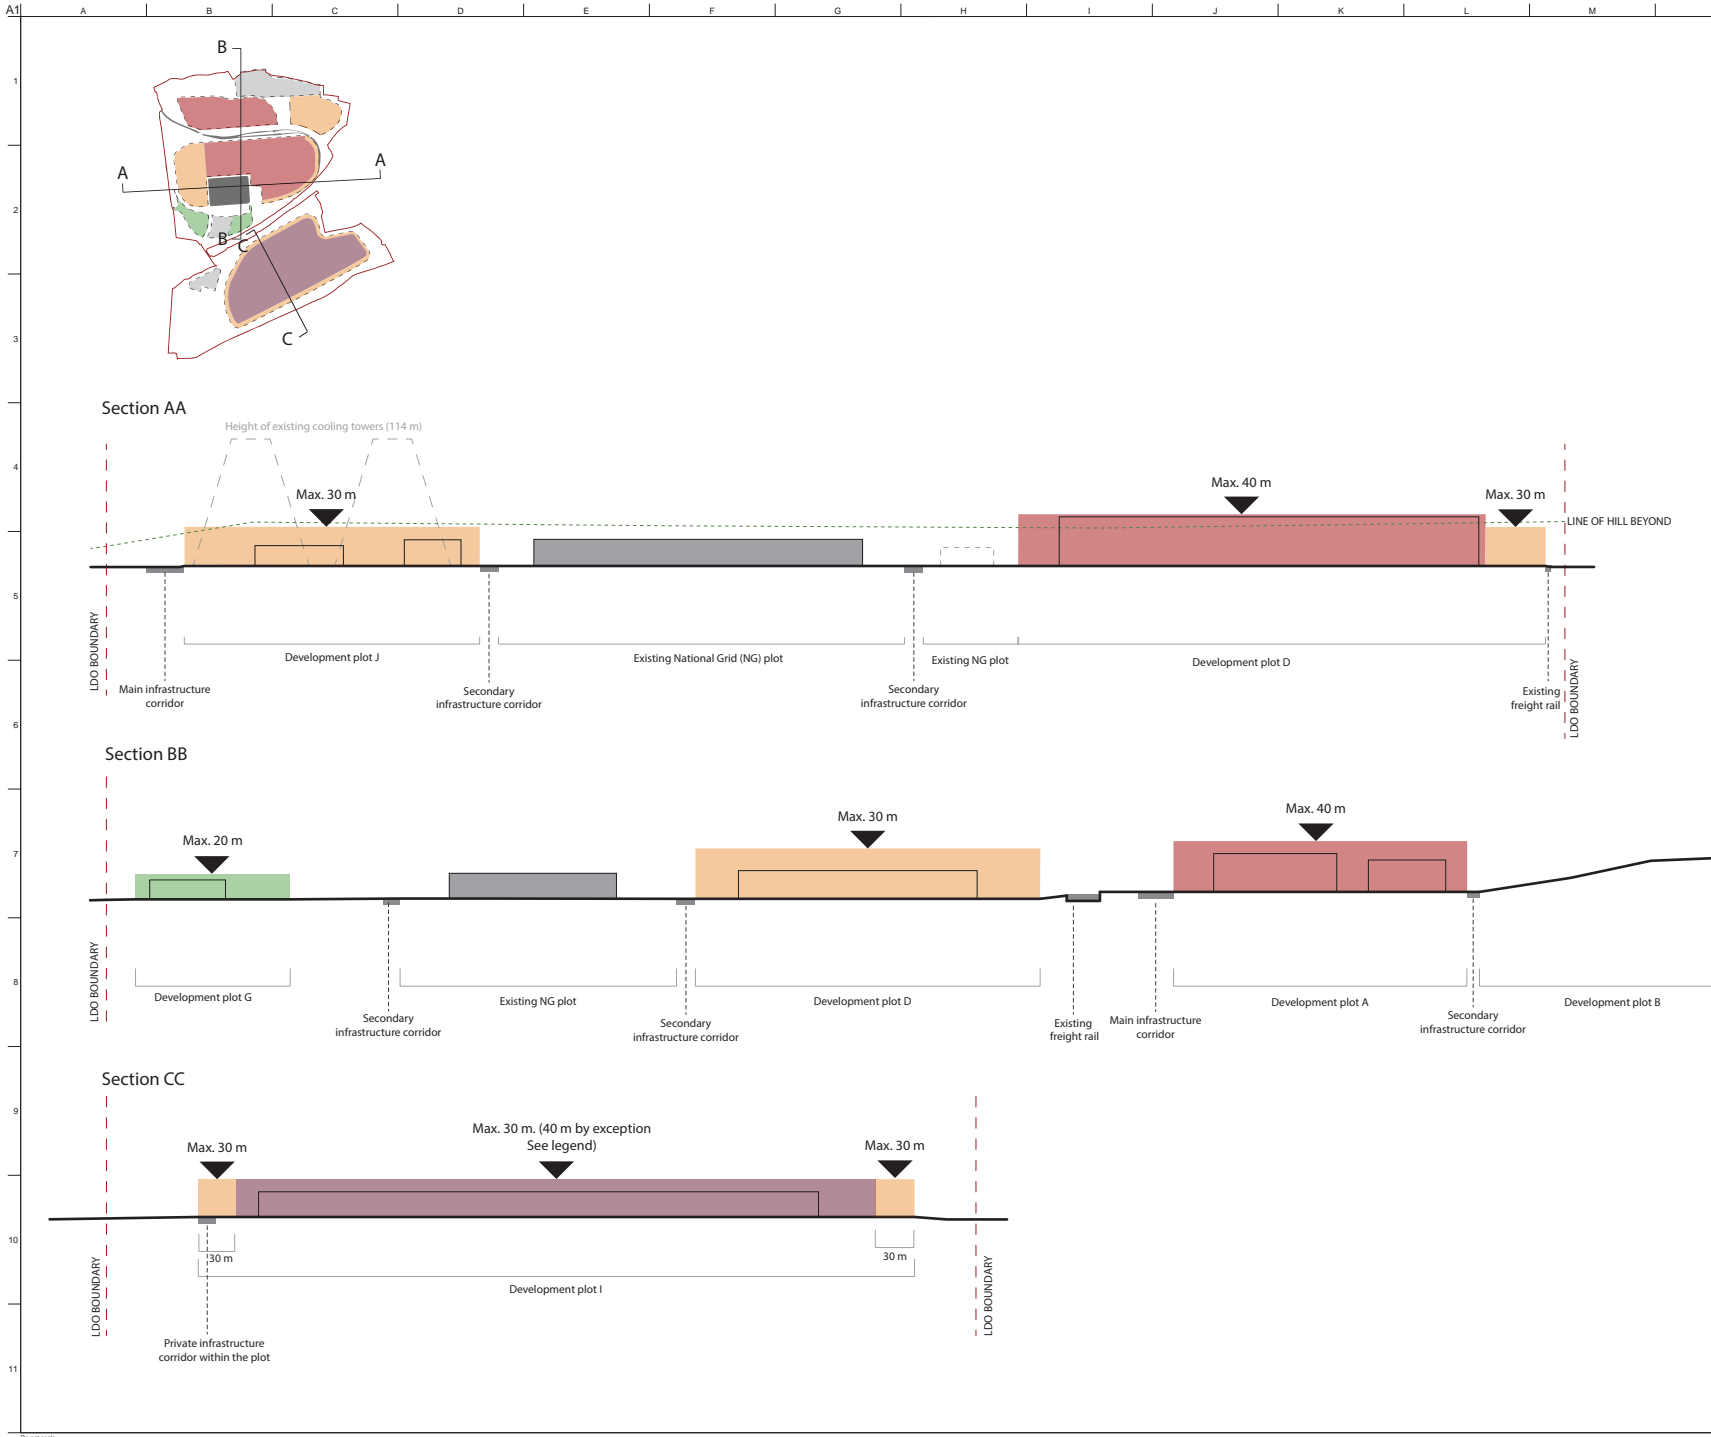 A1
A B C D E F G H I J K L M
1
2
3
4
5
6
7
8
9
10
11
B
A
A
B
C
C
Section AA
Height of existing cooling towers (114 m)
Max. 30 m
Max. 40 m
Max. 30 m
LINE OF HILL BEYOND
LDO BOUNDARY
Main infrastructure
corridor
Development plot J
Secondary
infrastructure corridor
Existing National Grid (NG) plot
Secondary
infrastructure corridor
Existing NG plot
Development plot D
Existing
freight rail
LDO BOUNDARY
Section BB
Max. 20 m
Max. 30 m
Max. 40 m
LDO BOUNDARY
Development plot G
Secondary
infrastructure corridor
Existing NG plot
Secondary
infrastructure corridor
Development plot D
Existing
freight rail
Main infrastructure
corridor
Development plot A
Secondary
infrastructure corridor
Development plot B
Section CC
Max. 30 m
Max. 30 m. (40 m by exception
See legend)
Max. 30 m
LDO BOUNDARY
30 m
30 m
Development plot I
Private infrastructure
corridor within the plot
LDO BOUNDARY